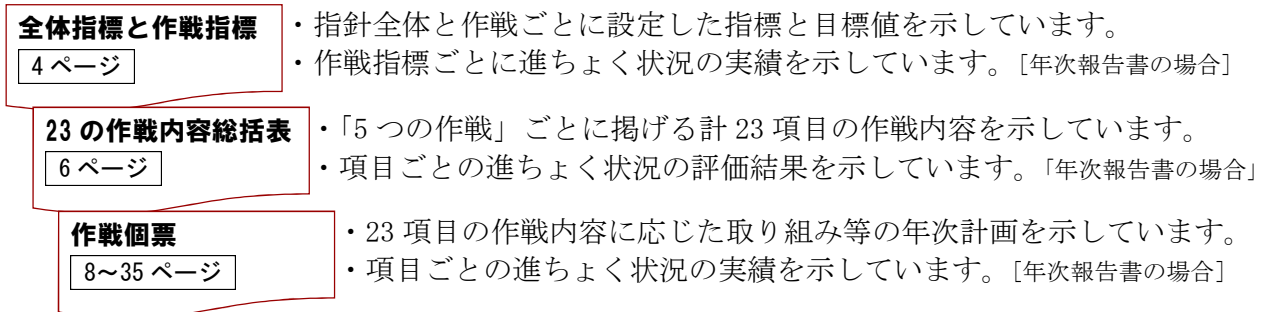 全体指標と作戦指標
4 ページ
・指針全体と作戦ごとに設定した指標と目標値を示しています。
・作戦指標ごとに進ちょく状況の実績を示しています。［年次報告書の場合］
23 の作戦内容総括表
6 ページ
・「5 つの作戦」ごとに掲げる計 23 項目の作戦内容を示しています。
・項目ごとの進ちょく状況の評価結果を示しています。「年次報告書の場合」
作戦個票
8~35 ページ
・23 項目の作戦内容に応じた取り組み等の年次計画を示しています。
・項目ごとの進ちょく状況の実績を示しています。［年次報告書の場合］